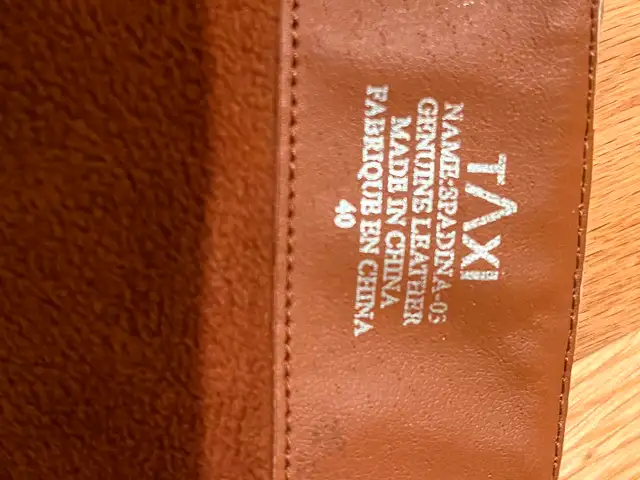 TAXI
NAME:SPADINA-03
GENUINE LEATHER
MADE IN CHINA
FABRIQUE EN CHINA
40